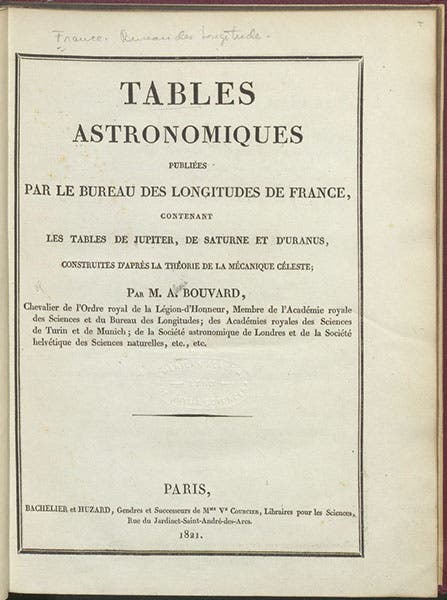 France. Bureau des Longitudes.
TABLES
ASTRONOMIQUES
PUBLIÉES
PAR LE BUREAU DES LONGITUDES DE FRANCE,
CONTENANT
LES TABLES DE JUPITER, DE SATURNE ET D'URANUS,
CONSTRUITES D'APRÈS LA THÉORIE DE LA MÉCANIQUE CÉLESTE;
PAR M. A. BOUVARD,
Chevalier de l'Ordre royal de la Légion-d'Honneur, Membre de l'Académie royale
des Sciences et du Bureau des Longitudes; des Académies royales des Sciences
de Turin et de Munich; de la Société astronomique de Londres et de la Société
helvétique des Sciences naturelles, etc., etc.
PARIS,
BACHELIER et HUZARD, Gendres et Successeurs de Mme Ve COURCIER, Libraires pour les Sciences,
Rue du Jardinet-Saint-André-des-Arcs.
1821.